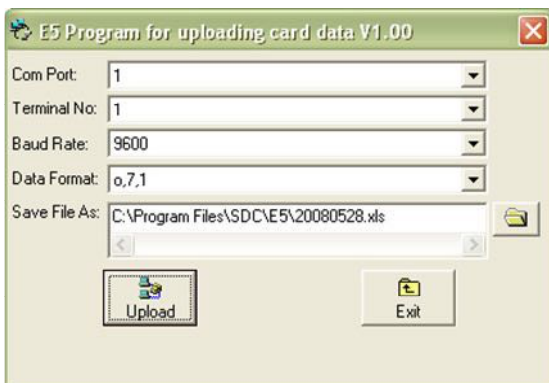 E5 Program for uploading card data V1.00
Com Port: 1
Terminal No: 1
Baud Rate: 9600
Data Format: o,7,1
Save File As: C:\Program Files\SDC\E5\20080528.xls
Upload Exit